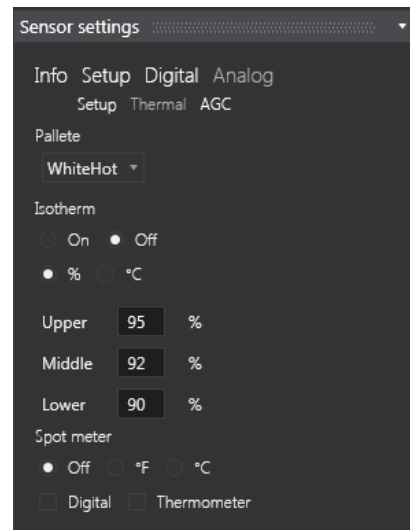 Sensor settings
Info Setup Digital Analog
Setup Thermal AGC
Pallete
WhiteHot
Isotherm
On Off
% °C
Upper 95 %
Middle 92 %
Lower 90 %
Spot meter
Off °F °C
Digital Thermometer